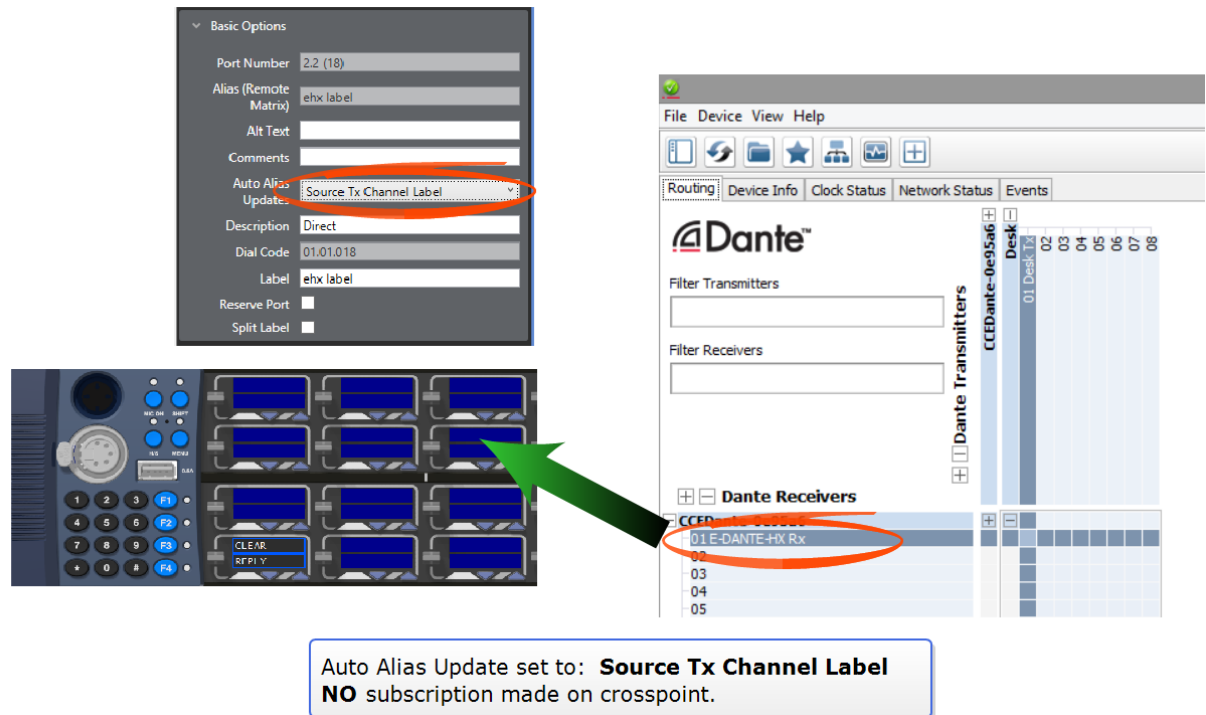 Basic Options
Port Number 2.2 (18)
Alias (Remote Matrix) ehx label
Alt Text
Comments
Auto Alias Updates Source Tx Channel Label
Description Direct
Dial Code 01.01.018
Label ehx label
Reserve Port
Split Label
MIC ON SHIFT
H/S MENU
1 2 3 F1
4 5 6 F2
7 8 9 F3
* 0 # F4
CLEAR
REPLY
File Device View Help
Routing Device Info Clock Status Network Status Events
Dante™
Filter Transmitters
Filter Receivers
Dante Transmitters
CCEDante-0e95a6
Desk
01 Desk Tx
02
03
04
05
06
07
08
Dante Receivers
CCEDante-0e95a6
01 E-DANTE-HX Rx
02
03
04
05
Auto Alias Update set to: Source Tx Channel Label
NO subscription made on crosspoint.